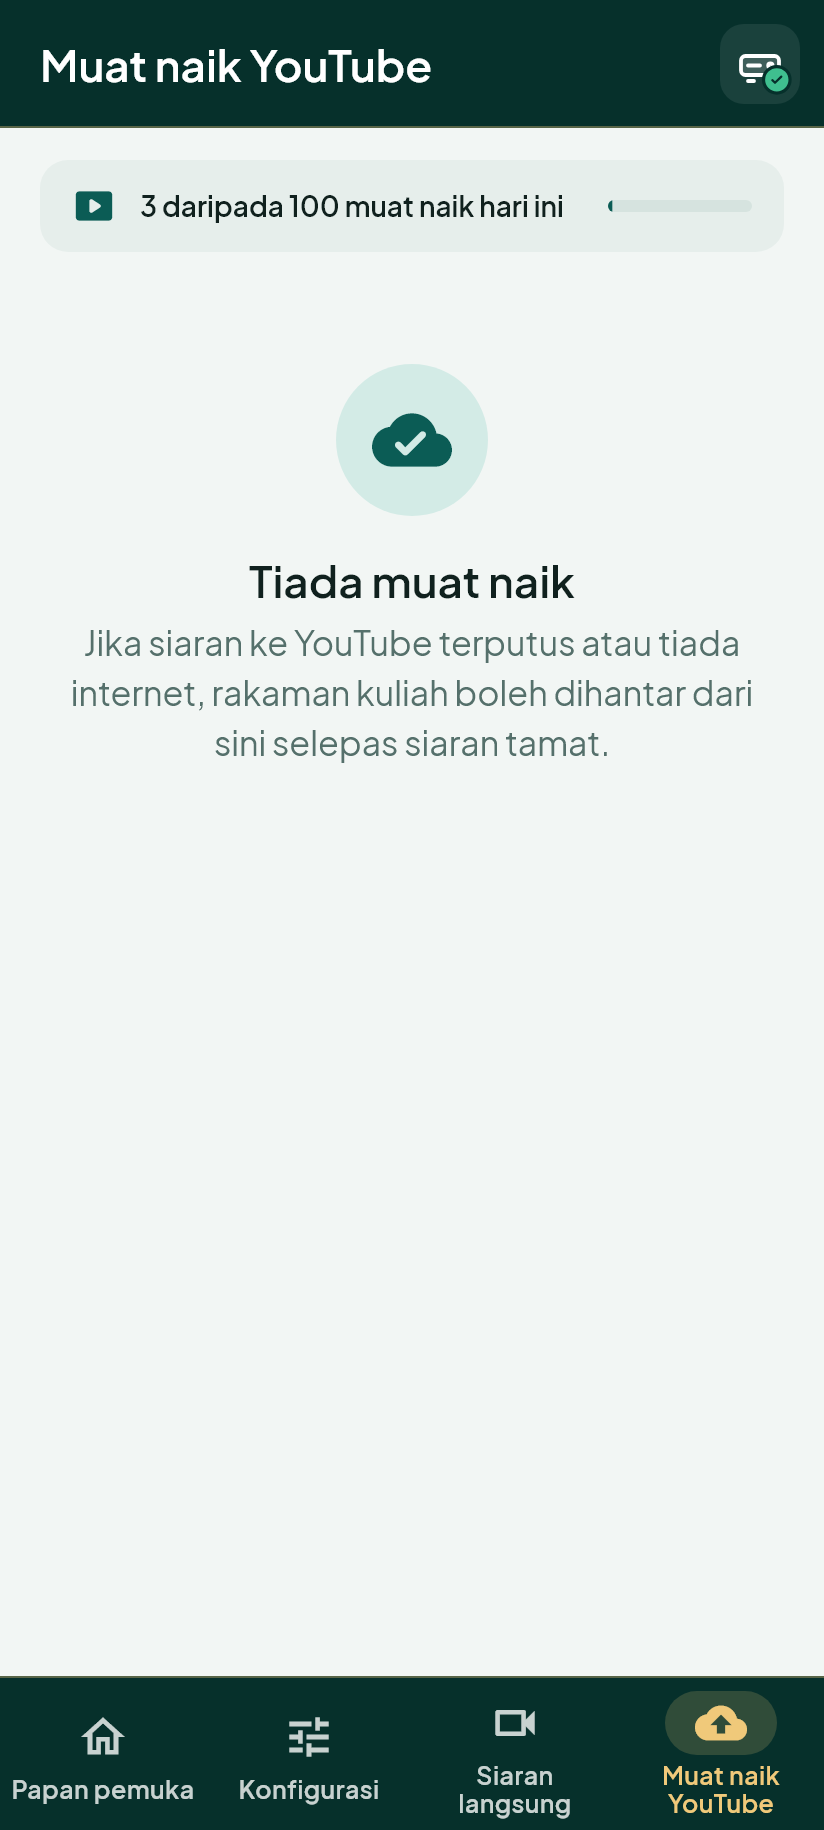 Muat naik YouTube
3 daripada 100 muat naik hari ini
Tiada muat naik
Jika siaran ke YouTube terputus atau tiada
internet, rakaman kuliah boleh dihantar dari
sini selepas siaran tamat.
Papan pemuka
Konfigurasi
Siaran
langsung
Muat naik
YouTube